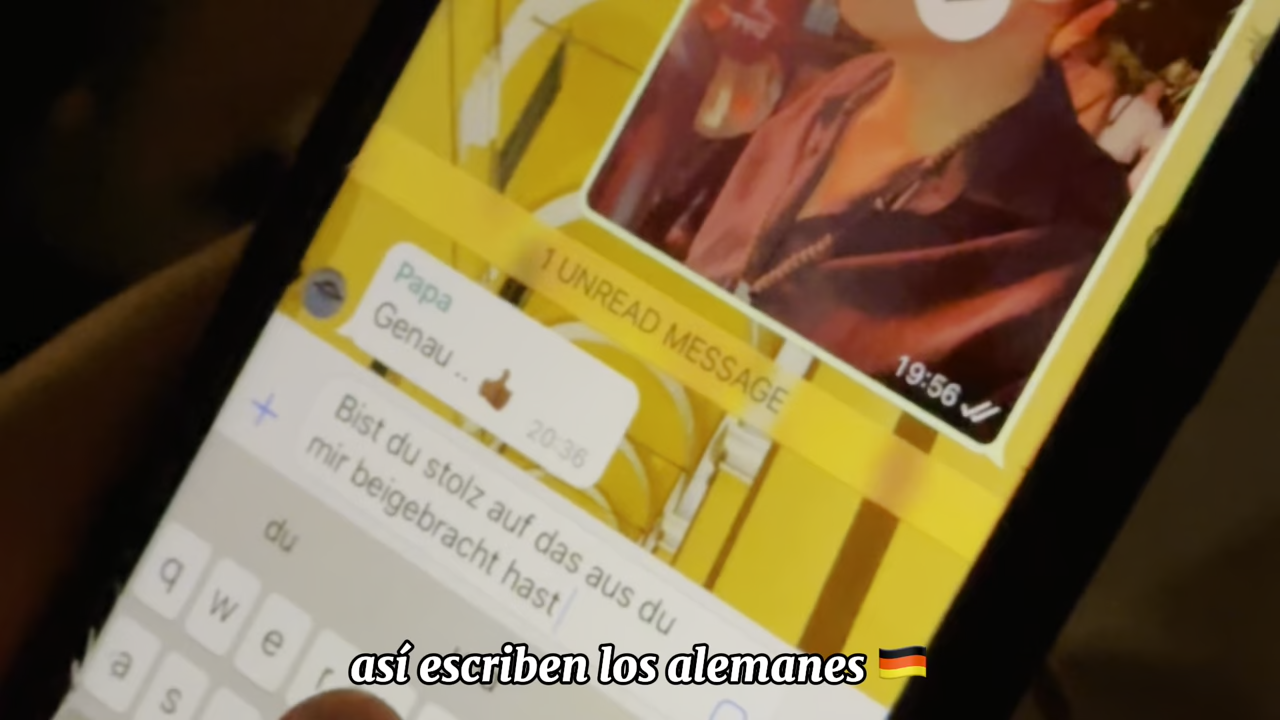 19:56
1 UNREAD MESSAGE
Papa
Genau .. 👍🏾
20:36
Bist du stolz auf das aus du
mir beigebracht hast
du
q w e r
a s
así escriben los alemanes 🇩🇪